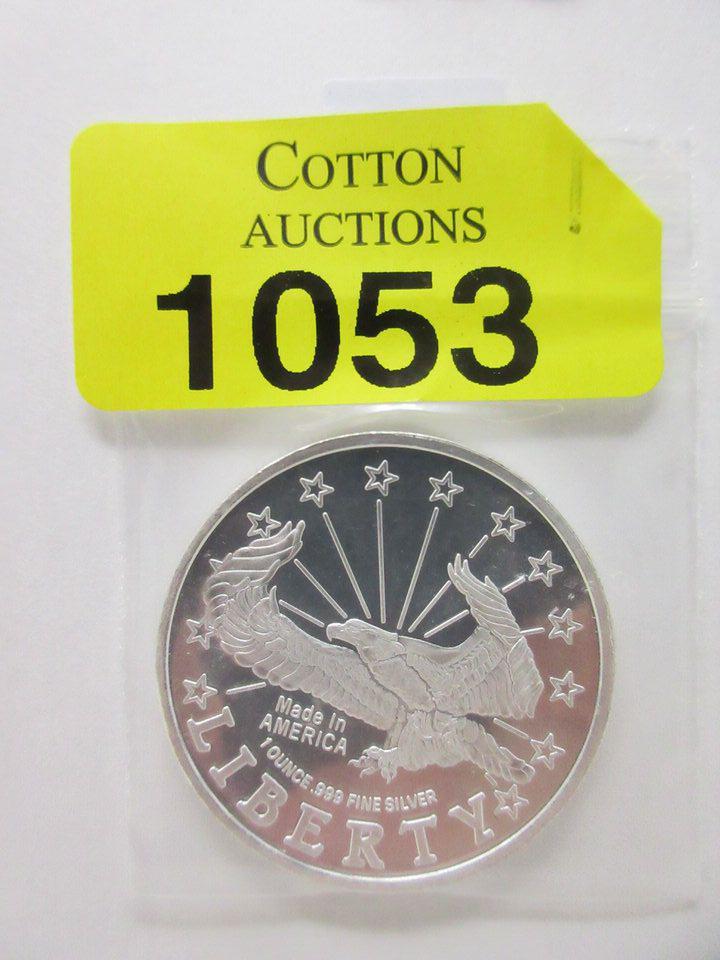 COTTON
AUCTIONS
1053
Made In
AMERICA
1 OUNCE .999 FINE SILVER
LIBERTY